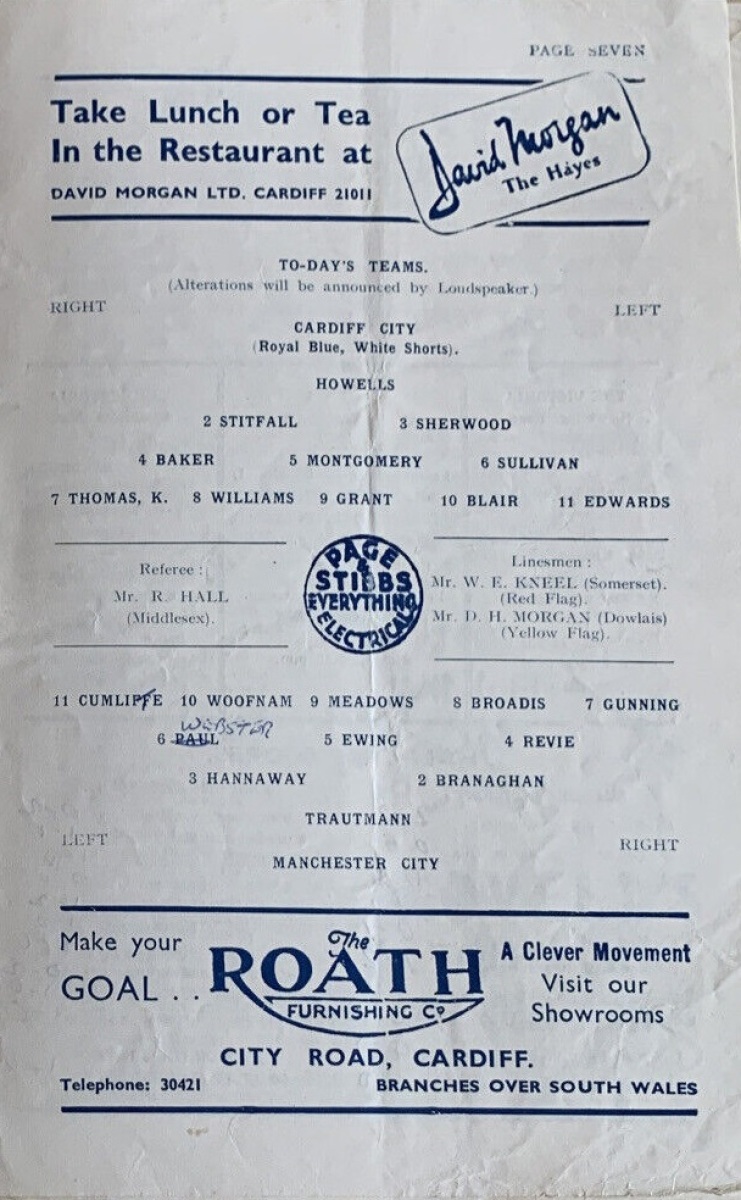 PAGE SEVEN
Take Lunch or Tea
In the Restaurant at
DAVID MORGAN LTD. CARDIFF 21011
David Morgan
The Hayes
TO-DAY'S TEAMS.
(Alterations will be announced by Loudspeaker.)
RIGHT LEFT
CARDIFF CITY
(Royal Blue, White Shorts).
HOWELLS
2 STITFALL 3 SHERWOOD
4 BAKER 5 MONTGOMERY 6 SULLIVAN
7 THOMAS, K. 8 WILLIAMS 9 GRANT 10 BLAIR 11 EDWARDS
Referee :
Mr. R. HALL
(Middlesex).
PAGE
&
STIBBS
EVERYTHING
ELECTRICAL
Linesmen :
Mr. W. E. KNEEL (Somerset).
(Red Flag).
Mr. D. H. MORGAN (Dowlais)
(Yellow Flag).
11 CUMLIFFE 10 WOOFNAM 9 MEADOWS 8 BROADIS 7 GUNNING
WEBSTER
6 PAUL 5 EWING 4 REVIE
3 HANNAWAY 2 BRANAGHAN
TRAUTMANN
LEFT RIGHT
MANCHESTER CITY
Make your
GOAL . .
The
ROATH
FURNISHING Co
A Clever Movement
Visit our
Showrooms
CITY ROAD, CARDIFF.
Telephone: 30421 BRANCHES OVER SOUTH WALES